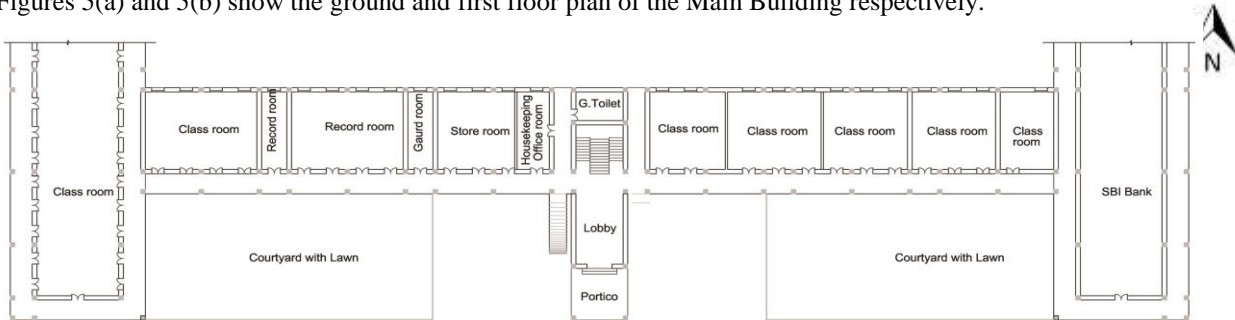 Figures 5(a) and 5(b) show the ground and first floor plan of the Main Building respectively.
N
G.Toilet
Class room
Record room
Record room
Gaurd room
Store room
Housekeeping
Office room
Class room
Class room
Class room
Class room
Class
room
Class room
SBI Bank
Lobby
Courtyard with Lawn
Courtyard with Lawn
Portico